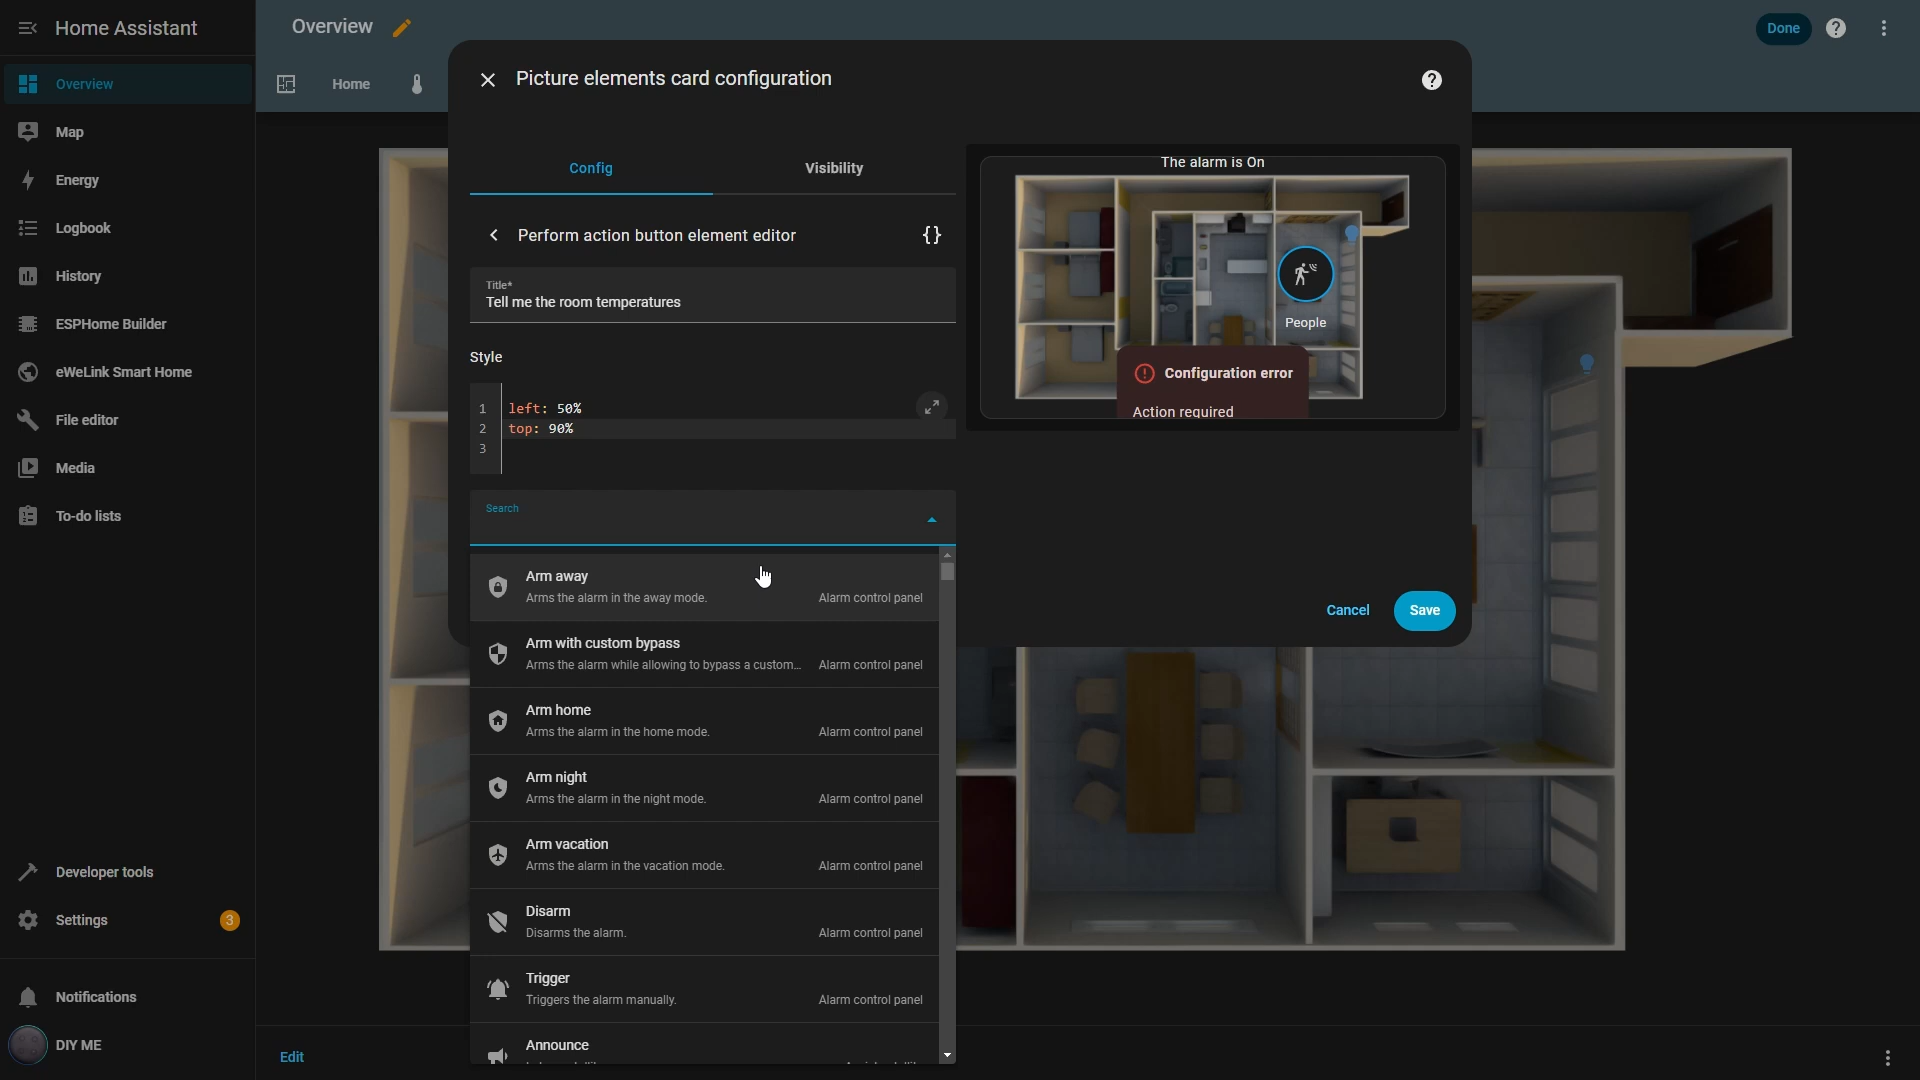 Home Assistant
Overview
Map
Energy
Logbook
History
ESPHome Builder
eWeLink Smart Home
File editor
Media
To-do lists
Developer tools
Settings
3
Notifications
DIY ME
Overview
Done
Home
Picture elements card configuration
Config
Visibility
Perform action button element editor
{}
Title*
Tell me the room temperatures
Style
1 left: 50%
2 top: 90%
3
Search
Arm away
Arms the alarm in the away mode. Alarm control panel
Arm with custom bypass
Arms the alarm while allowing to bypass a custom... Alarm control panel
Arm home
Arms the alarm in the home mode. Alarm control panel
Arm night
Arms the alarm in the night mode. Alarm control panel
Arm vacation
Arms the alarm in the vacation mode. Alarm control panel
Disarm
Disarms the alarm. Alarm control panel
Trigger
Triggers the alarm manually. Alarm control panel
Announce
The alarm is On
People
Configuration error
Action required
Cancel
Save
Edit